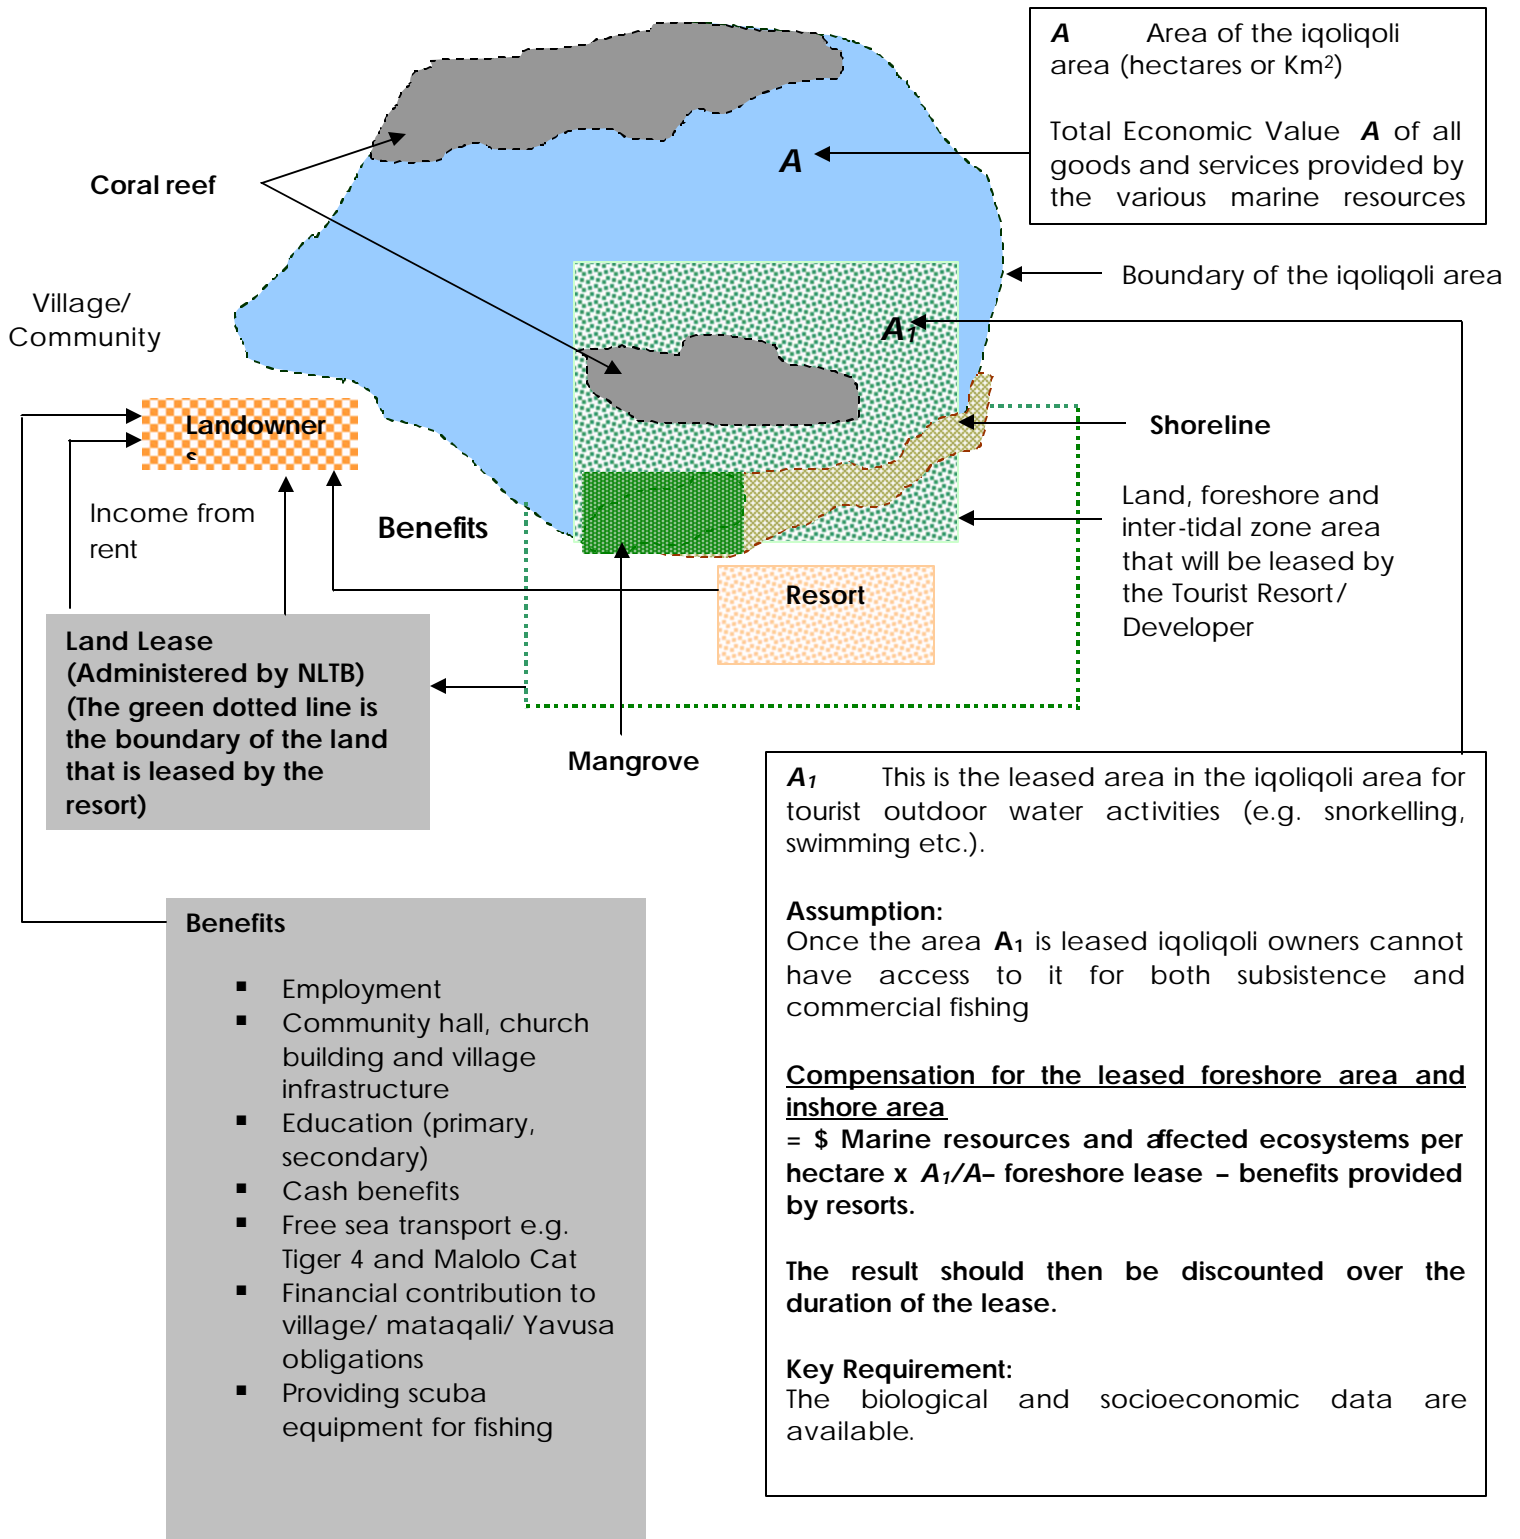 A Area of the iqoliqoli
area (hectares or Km²)
Total Economic Value A of all
goods and services provided by
the various marine resources
A
Coral reef
Boundary of the iqoliqoli area
Village/
Community
A₁
Landowner
s
Shoreline
Income from
rent
Benefits
Land, foreshore and
inter-tidal zone area
that will be leased by
the Tourist Resort/
Developer
Resort
Land Lease
(Administered by NLTB)
(The green dotted line is
the boundary of the land
that is leased by the
resort)
Mangrove
A₁ This is the leased area in the iqoliqoli area for
tourist outdoor water activities (e.g. snorkelling,
swimming etc.).
Assumption:
Once the area A₁ is leased iqoliqoli owners cannot
have access to it for both subsistence and
commercial fishing
Compensation for the leased foreshore area and
inshore area
= $ Marine resources and affected ecosystems per
hectare x A₁/A– foreshore lease – benefits provided
by resorts.
The result should then be discounted over the
duration of the lease.
Key Requirement:
The biological and socioeconomic data are
available.
Benefits
▪ Employment
▪ Community hall, church
building and village
infrastructure
▪ Education (primary,
secondary)
▪ Cash benefits
▪ Free sea transport e.g.
Tiger 4 and Malolo Cat
▪ Financial contribution to
village/ mataqali/ Yavusa
obligations
▪ Providing scuba
equipment for fishing